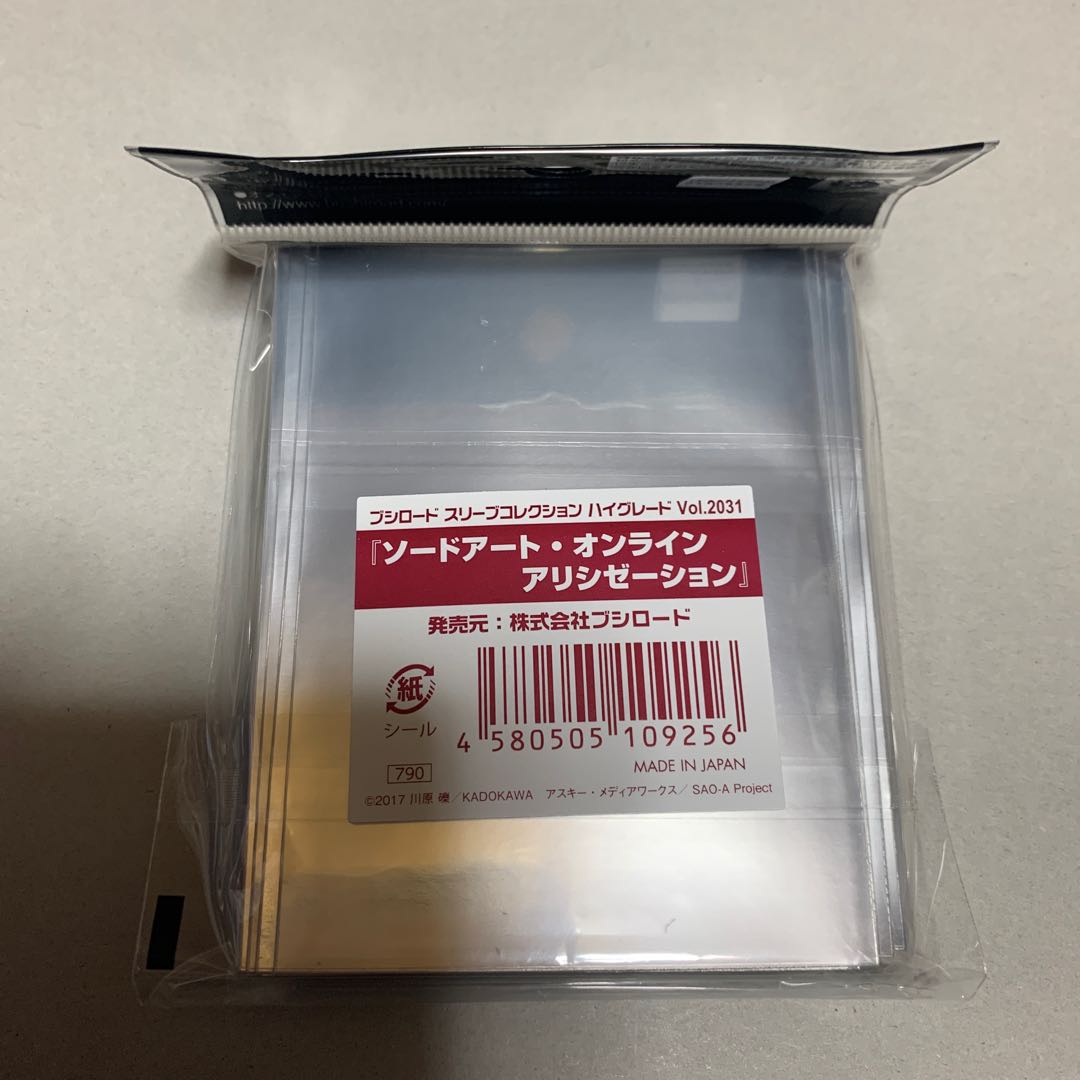 ブシロード スリーブコレクション ハイグレード Vol.2031
『ソードアート・オンライン
アリシゼーション』
発売元：株式会社ブシロード
紙
シール
4 580505 109256
790
MADE IN JAPAN
©2017 川原 礫／KADOKAWA アスキー・メディアワークス／ SAO-A Project